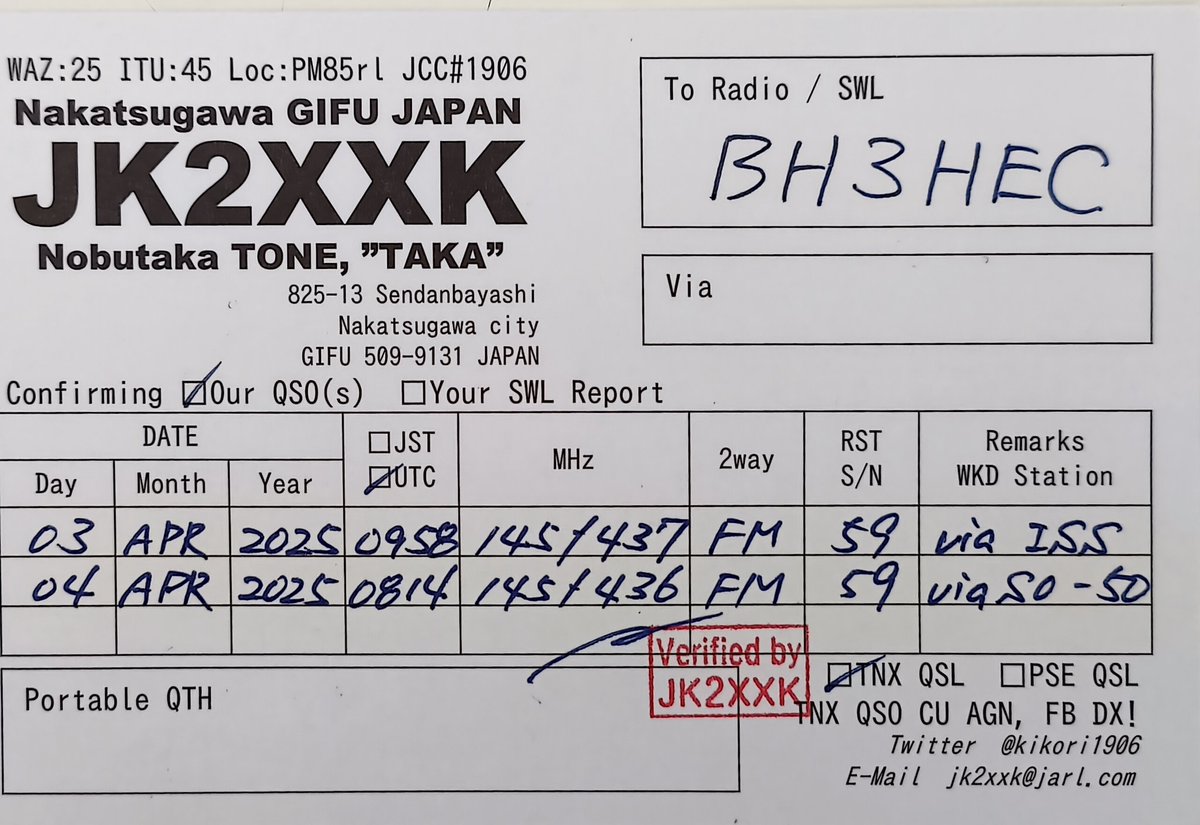 WAZ:25 ITU:45 Loc:PM85rl JCC#1906
Nakatsugawa GIFU JAPAN
JK2XXK
Nobutaka TONE, ”TAKA”
825-13 Sendanbayashi
Nakatsugawa city
GIFU 509-9131 JAPAN
To Radio / SWL
BH3HEC
Via
Confirming ☑Our QSO(s) ☐Your SWL Report
DATE ☐JST MHz 2way RST Remarks
Day Month Year ☑UTC S/N WKD Station
03 APR 2025 0958 145/437 FM 59 via ISS
04 APR 2025 0814 145/436 FM 59 via SO-50
Verified by
JK2XXK
Portable QTH
☑TNX QSL ☐PSE QSL
TNX QSO CU AGN, FB DX!
Twitter @kikori1906
E-Mail jk2xxk@jarl.com